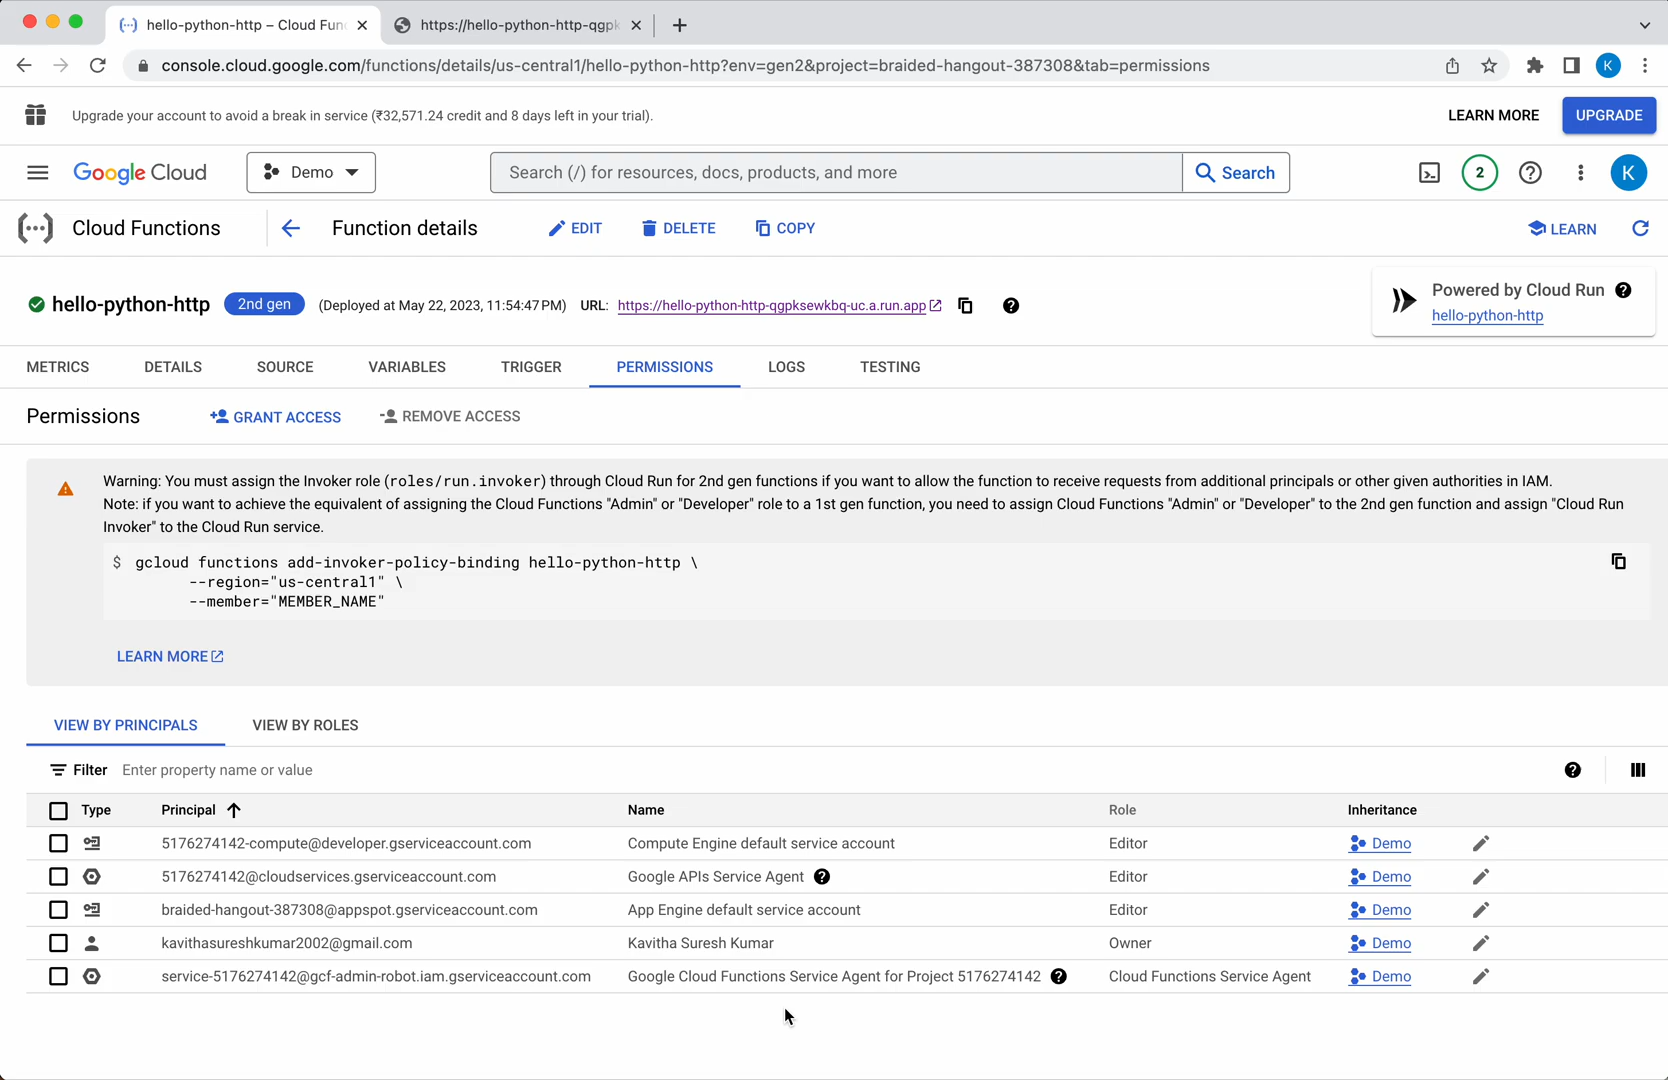 hello-python-http – Cloud Fun
https://hello-python-http-qgpk
console.cloud.google.com/functions/details/us-central1/hello-python-http?env=gen2&project=braided-hangout-387308&tab=permissions
K
Upgrade your account to avoid a break in service (₹32,571.24 credit and 8 days left in your trial).
LEARN MORE
UPGRADE
Google Cloud
Demo
Search (/) for resources, docs, products, and more
Search
2
K
Cloud Functions
Function details
EDIT
DELETE
COPY
LEARN
hello-python-http
2nd gen
(Deployed at May 22, 2023, 11:54:47 PM)
URL:
https://hello-python-http-qgpksewkbq-uc.a.run.app
Powered by Cloud Run
hello-python-http
METRICS
DETAILS
SOURCE
VARIABLES
TRIGGER
PERMISSIONS
LOGS
TESTING
Permissions
GRANT ACCESS
REMOVE ACCESS
Warning: You must assign the Invoker role (roles/run.invoker) through Cloud Run for 2nd gen functions if you want to allow the function to receive requests from additional principals or other given authorities in IAM.
Note: if you want to achieve the equivalent of assigning the Cloud Functions "Admin" or "Developer" role to a 1st gen function, you need to assign Cloud Functions "Admin" or "Developer" to the 2nd gen function and assign "Cloud Run
Invoker" to the Cloud Run service.
$ gcloud functions add-invoker-policy-binding hello-python-http \
--region="us-central1" \
--member="MEMBER_NAME"
LEARN MORE
VIEW BY PRINCIPALS
VIEW BY ROLES
Filter Enter property name or value
Type Principal Name Role Inheritance
5176274142-compute@developer.gserviceaccount.com Compute Engine default service account Editor Demo
5176274142@cloudservices.gserviceaccount.com Google APIs Service Agent Editor Demo
braided-hangout-387308@appspot.gserviceaccount.com App Engine default service account Editor Demo
kavithasureshkumar2002@gmail.com Kavitha Suresh Kumar Owner Demo
service-5176274142@gcf-admin-robot.iam.gserviceaccount.com Google Cloud Functions Service Agent for Project 5176274142 Cloud Functions Service Agent Demo